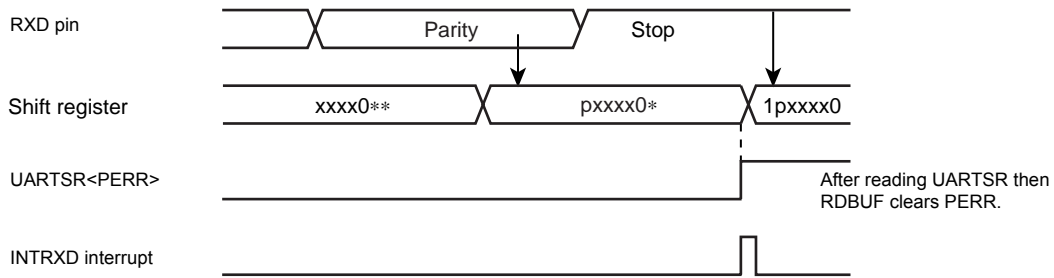 RXD pin Parity Stop
Shift register xxxx0** pxxxx0* 1pxxxx0
UARTSR<PERR> After reading UARTSR then
RDBUF clears PERR.
INTRXD interrupt